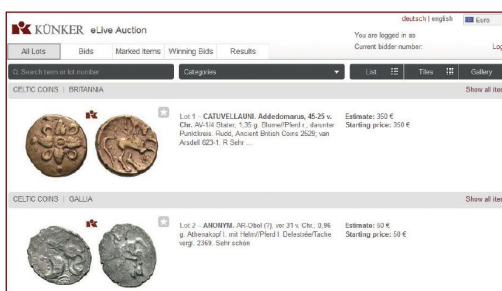 deutsch | english
Euro
KÜNKER eLive Auction
You are logged in as
Current bidder number:
Log
All Lots
Bids
Marked Items
Winning Bids
Results
Search term or lot number
Categories
List
Tiles
Gallery
CELTIC COINS | BRITANNIA
Show all iter
Lot 1 – CATUVELLAUNI. Addedomarus, 45-25 v.
Chr. AV-1/4 Stater, 1,35 g. Blume//Pferd r., darunter
Punktkreis. Rudd, Ancient British Coins 2529; van
Arsdell 623-1. R Sehr ...
Estimate: 350 €
Starting price: 350 €
CELTIC COINS | GALLIA
Show all iter
Lot 2 – ANONYM. AR-Obol (?), vor 31 v. Chr.; 0,96
g. Athenakopf l. mit Helm//Pferd l. Delestrée/Tache
vergl. 2369. Sehr schön
Estimate: 50 €
Starting price: 50 €